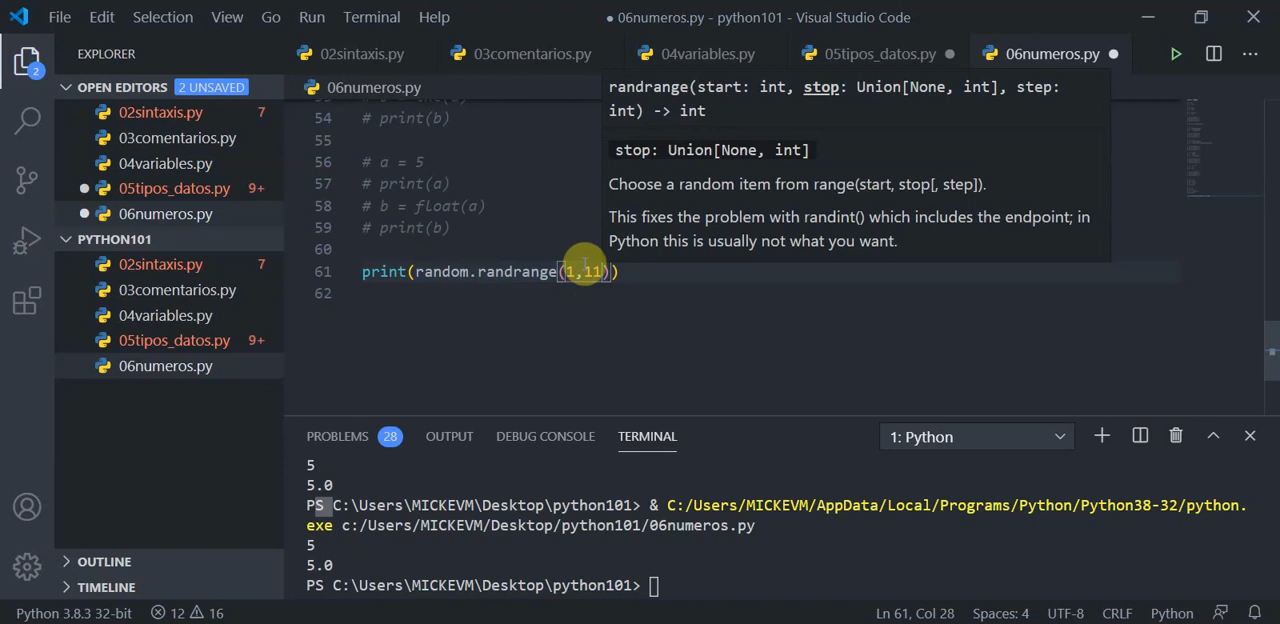 File Edit Selection View Go Run Terminal Help
● 06numeros.py - python101 - Visual Studio Code
EXPLORER
OPEN EDITORS 2 UNSAVED
02sintaxis.py 7
03comentarios.py
04variables.py
05tipos_datos.py 9+
06numeros.py
PYTHON101
02sintaxis.py 7
03comentarios.py
04variables.py
05tipos_datos.py 9+
06numeros.py
OUTLINE
TIMELINE
2
02sintaxis.py 03comentarios.py 04variables.py 05tipos_datos.py 06numeros.py
06numeros.py
54 # print(b)
55
56 # a = 5
57 # print(a)
58 # b = float(a)
59 # print(b)
60
61 print(random.randrange(1,11))
62
randrange(start: int, stop: Union[None, int], step:
int) -> int
stop: Union[None, int]
Choose a random item from range(start, stop[, step]).
This fixes the problem with randint() which includes the endpoint; in
Python this is usually not what you want.
PROBLEMS 28 OUTPUT DEBUG CONSOLE TERMINAL 1: Python
5
5.0
PS C:\Users\MICKEVM\Desktop\python101> & C:/Users/MICKEVM/AppData/Local/Programs/Python/Python38-32/python.
exe c:/Users/MICKEVM/Desktop/python101/06numeros.py
5
5.0
PS C:\Users\MICKEVM\Desktop\python101>
Python 3.8.3 32-bit 12 16 Ln 61, Col 28 Spaces: 4 UTF-8 CRLF Python